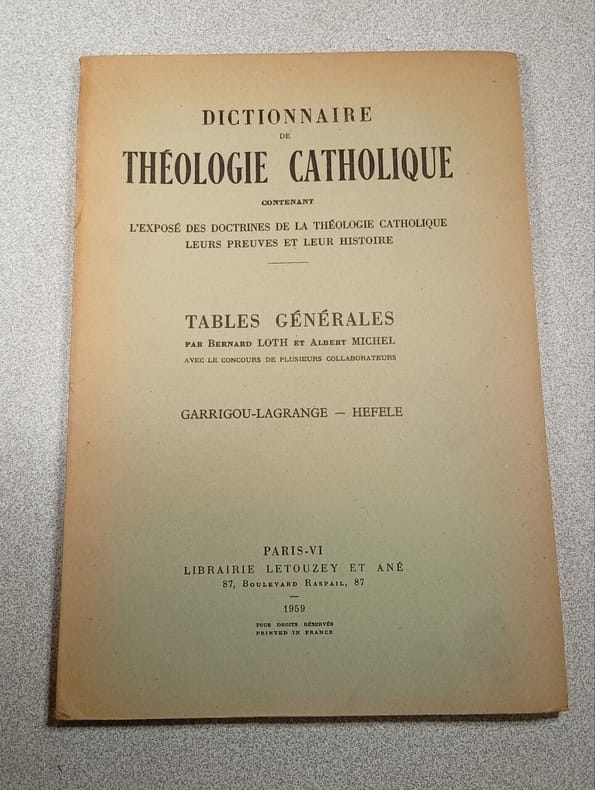 DICTIONNAIRE
DE
THÉOLOGIE CATHOLIQUE
CONTENANT
L'EXPOSÉ DES DOCTRINES DE LA THÉOLOGIE CATHOLIQUE
LEURS PREUVES ET LEUR HISTOIRE
TABLES GÉNÉRALES
PAR BERNARD LOTH ET ALBERT MICHEL
AVEC LE CONCOURS DE PLUSIEURS COLLABORATEURS
GARRIGOU-LAGRANGE — HEFELE
PARIS-VI
LIBRAIRIE LETOUZEY ET ANÉ
87, BOULEVARD RASPAIL, 87
1959
TOUS DROITS RÉSERVÉS
PRINTED IN FRANCE